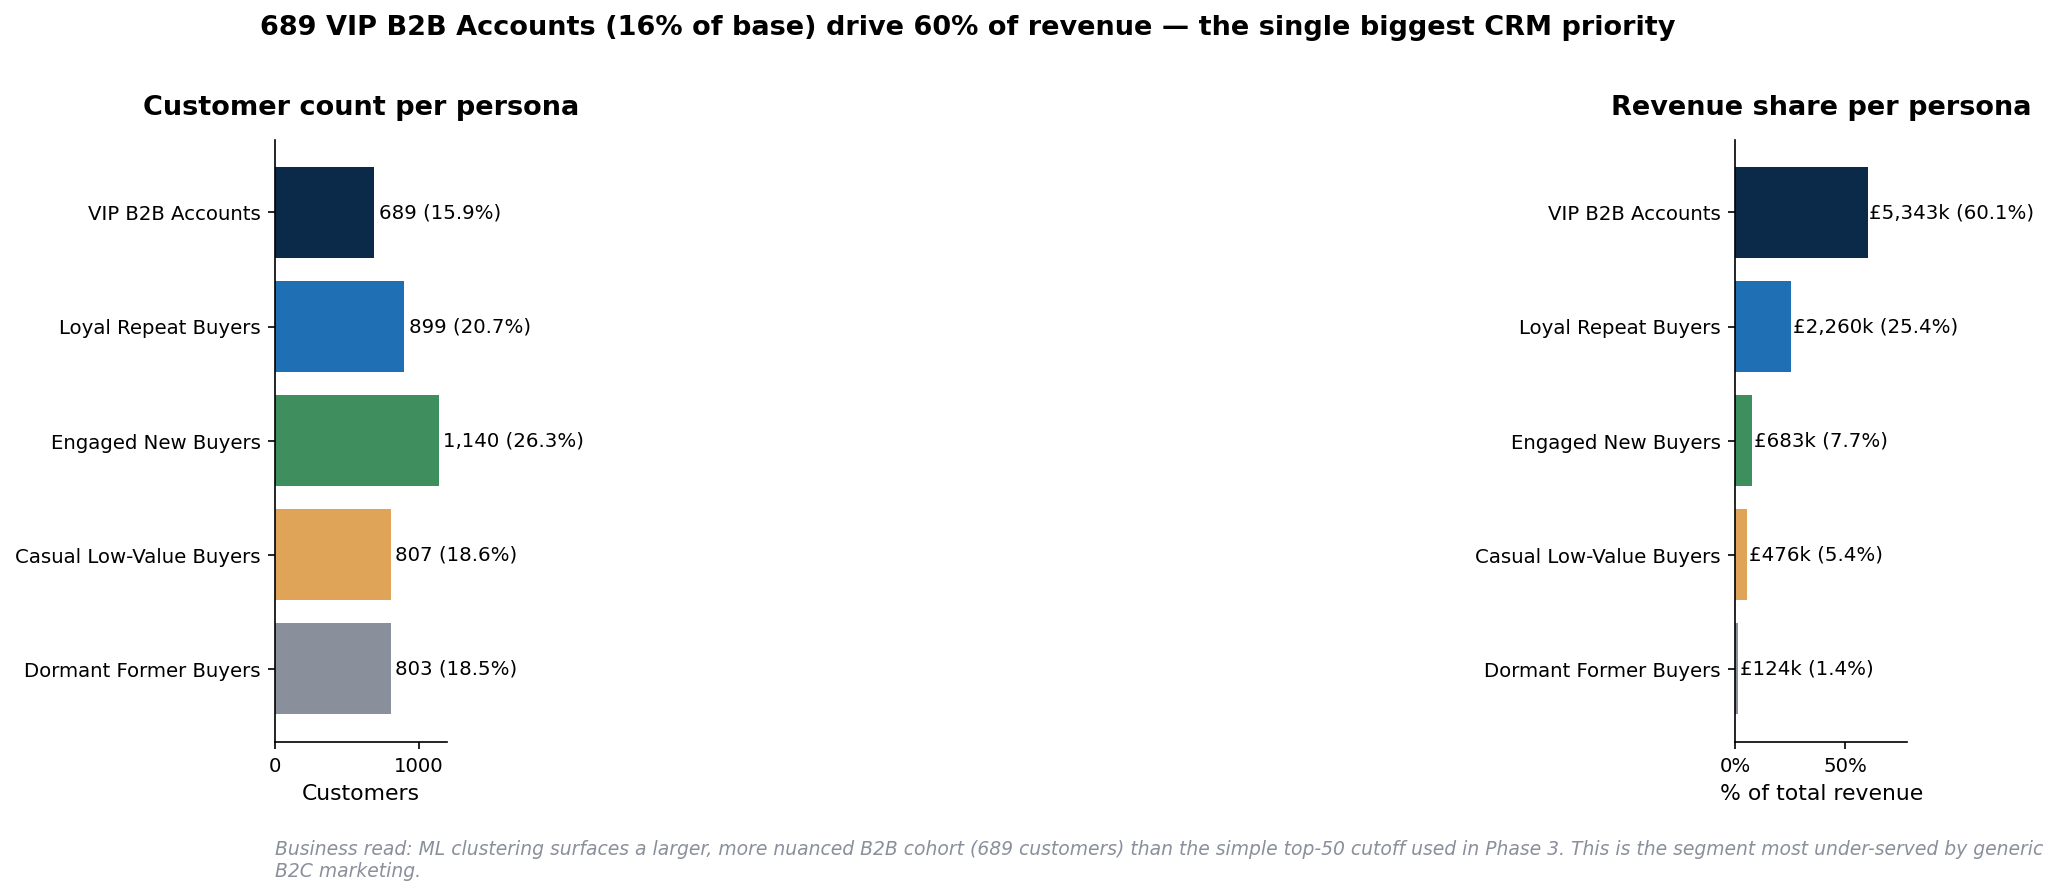 689 VIP B2B Accounts (16% of base) drive 60% of revenue — the single biggest CRM priority
Customer count per persona
VIP B2B Accounts
689 (15.9%)
Loyal Repeat Buyers
899 (20.7%)
Engaged New Buyers
1,140 (26.3%)
Casual Low-Value Buyers
807 (18.6%)
Dormant Former Buyers
803 (18.5%)
0
1000
Customers
Revenue share per persona
VIP B2B Accounts
£5,343k (60.1%)
Loyal Repeat Buyers
£2,260k (25.4%)
Engaged New Buyers
£683k (7.7%)
Casual Low-Value Buyers
£476k (5.4%)
Dormant Former Buyers
£124k (1.4%)
0%
50%
% of total revenue
Business read: ML clustering surfaces a larger, more nuanced B2B cohort (689 customers) than the simple top-50 cutoff used in Phase 3. This is the segment most under-served by generic
B2C marketing.